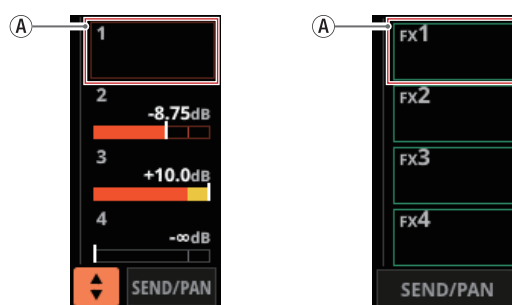 A
1
2
-8.75dB
3
+10.0dB
4
-∞dB
SEND/PAN
A
FX1
FX2
FX3
FX4
SEND/PAN